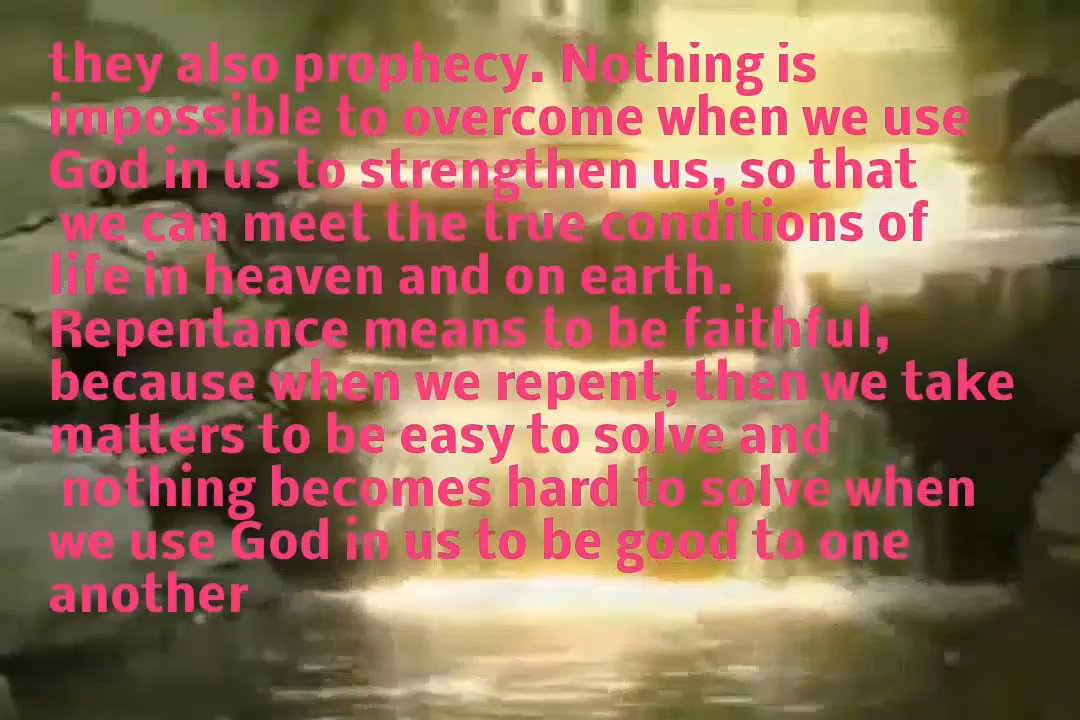 they also prophecy. Nothing is
impossible to overcome when we use
God in us to strengthen us, so that
we can meet the true conditions of
life in heaven and on earth.
Repentance means to be faithful,
because when we repent, then we take
matters to be easy to solve and
nothing becomes hard to solve when
we use God in us to be good to one
another